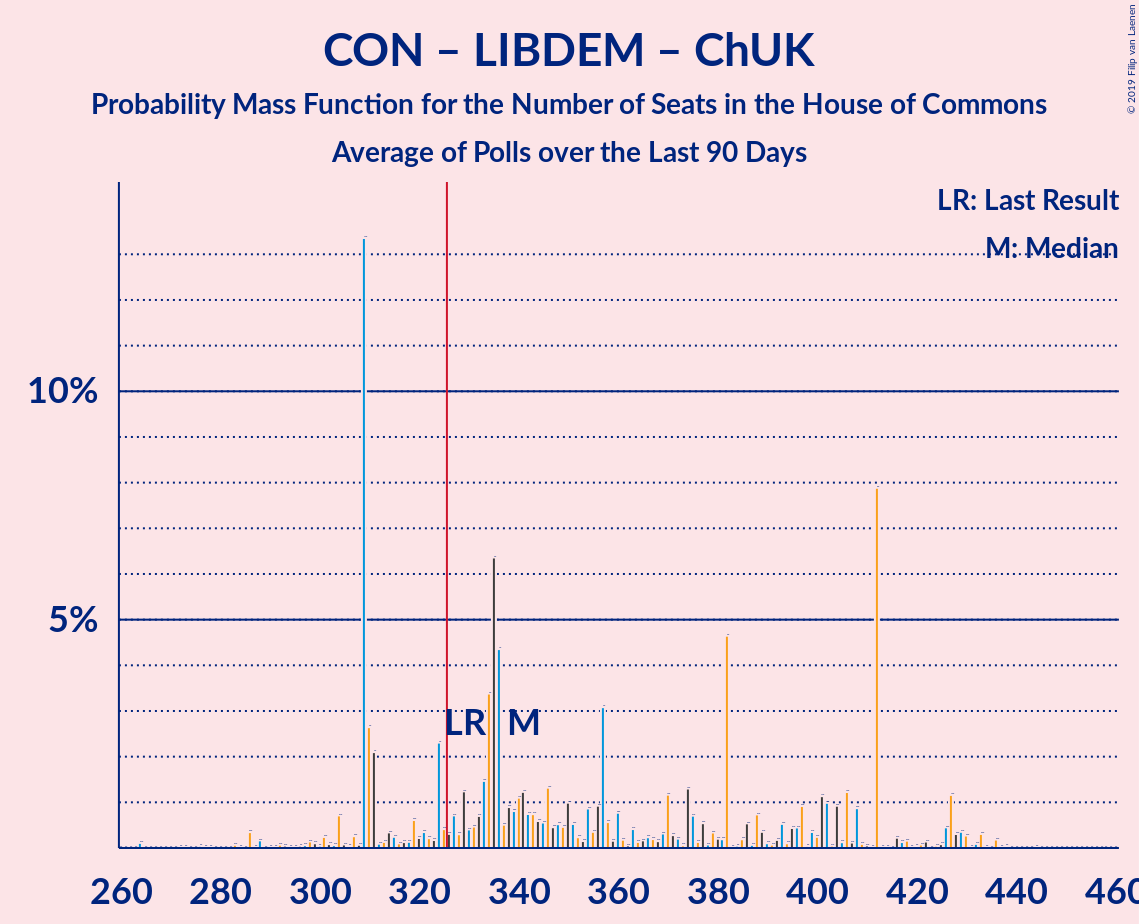 CON – LIBDEM – ChUK
Probability Mass Function for the Number of Seats in the House of Commons
Average of Polls over the Last 90 Days
© 2019 Filip van Laenen
LR: Last Result
M: Median
10%
5%
LR M
260 280 300 320 340 360 380 400 420 440 460